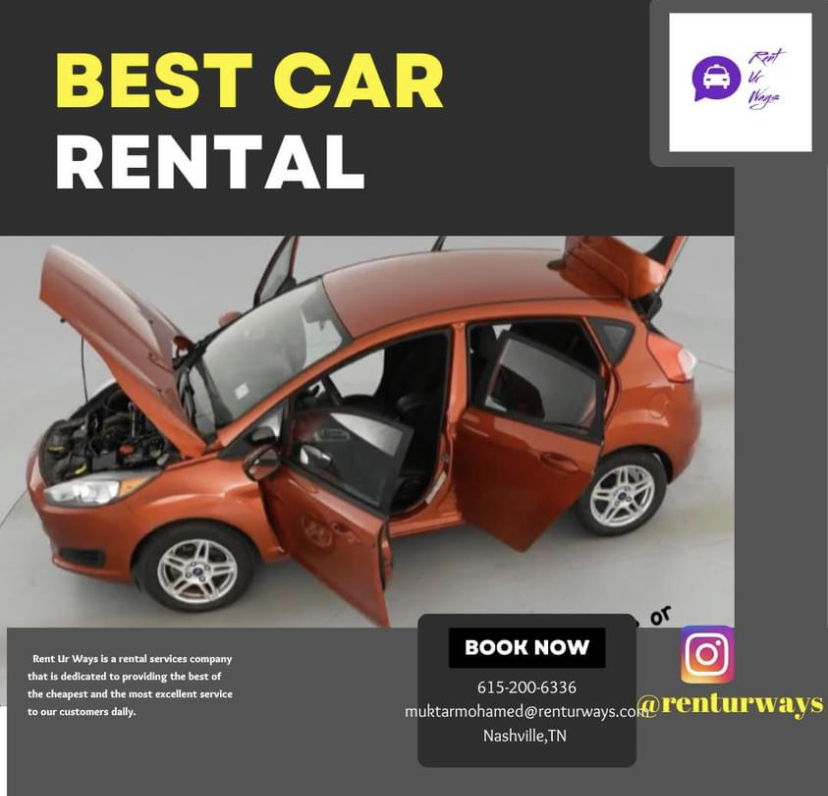 BEST CAR
RENTAL
Rent
Ur
Ways
or
BOOK NOW
615-200-6336
muktarmohamed@renturways.com
Nashville,TN
@renturways
Rent Ur Ways is a rental services company
that is dedicated to providing the best of
the cheapest and the most excellent service
to our customers daily.